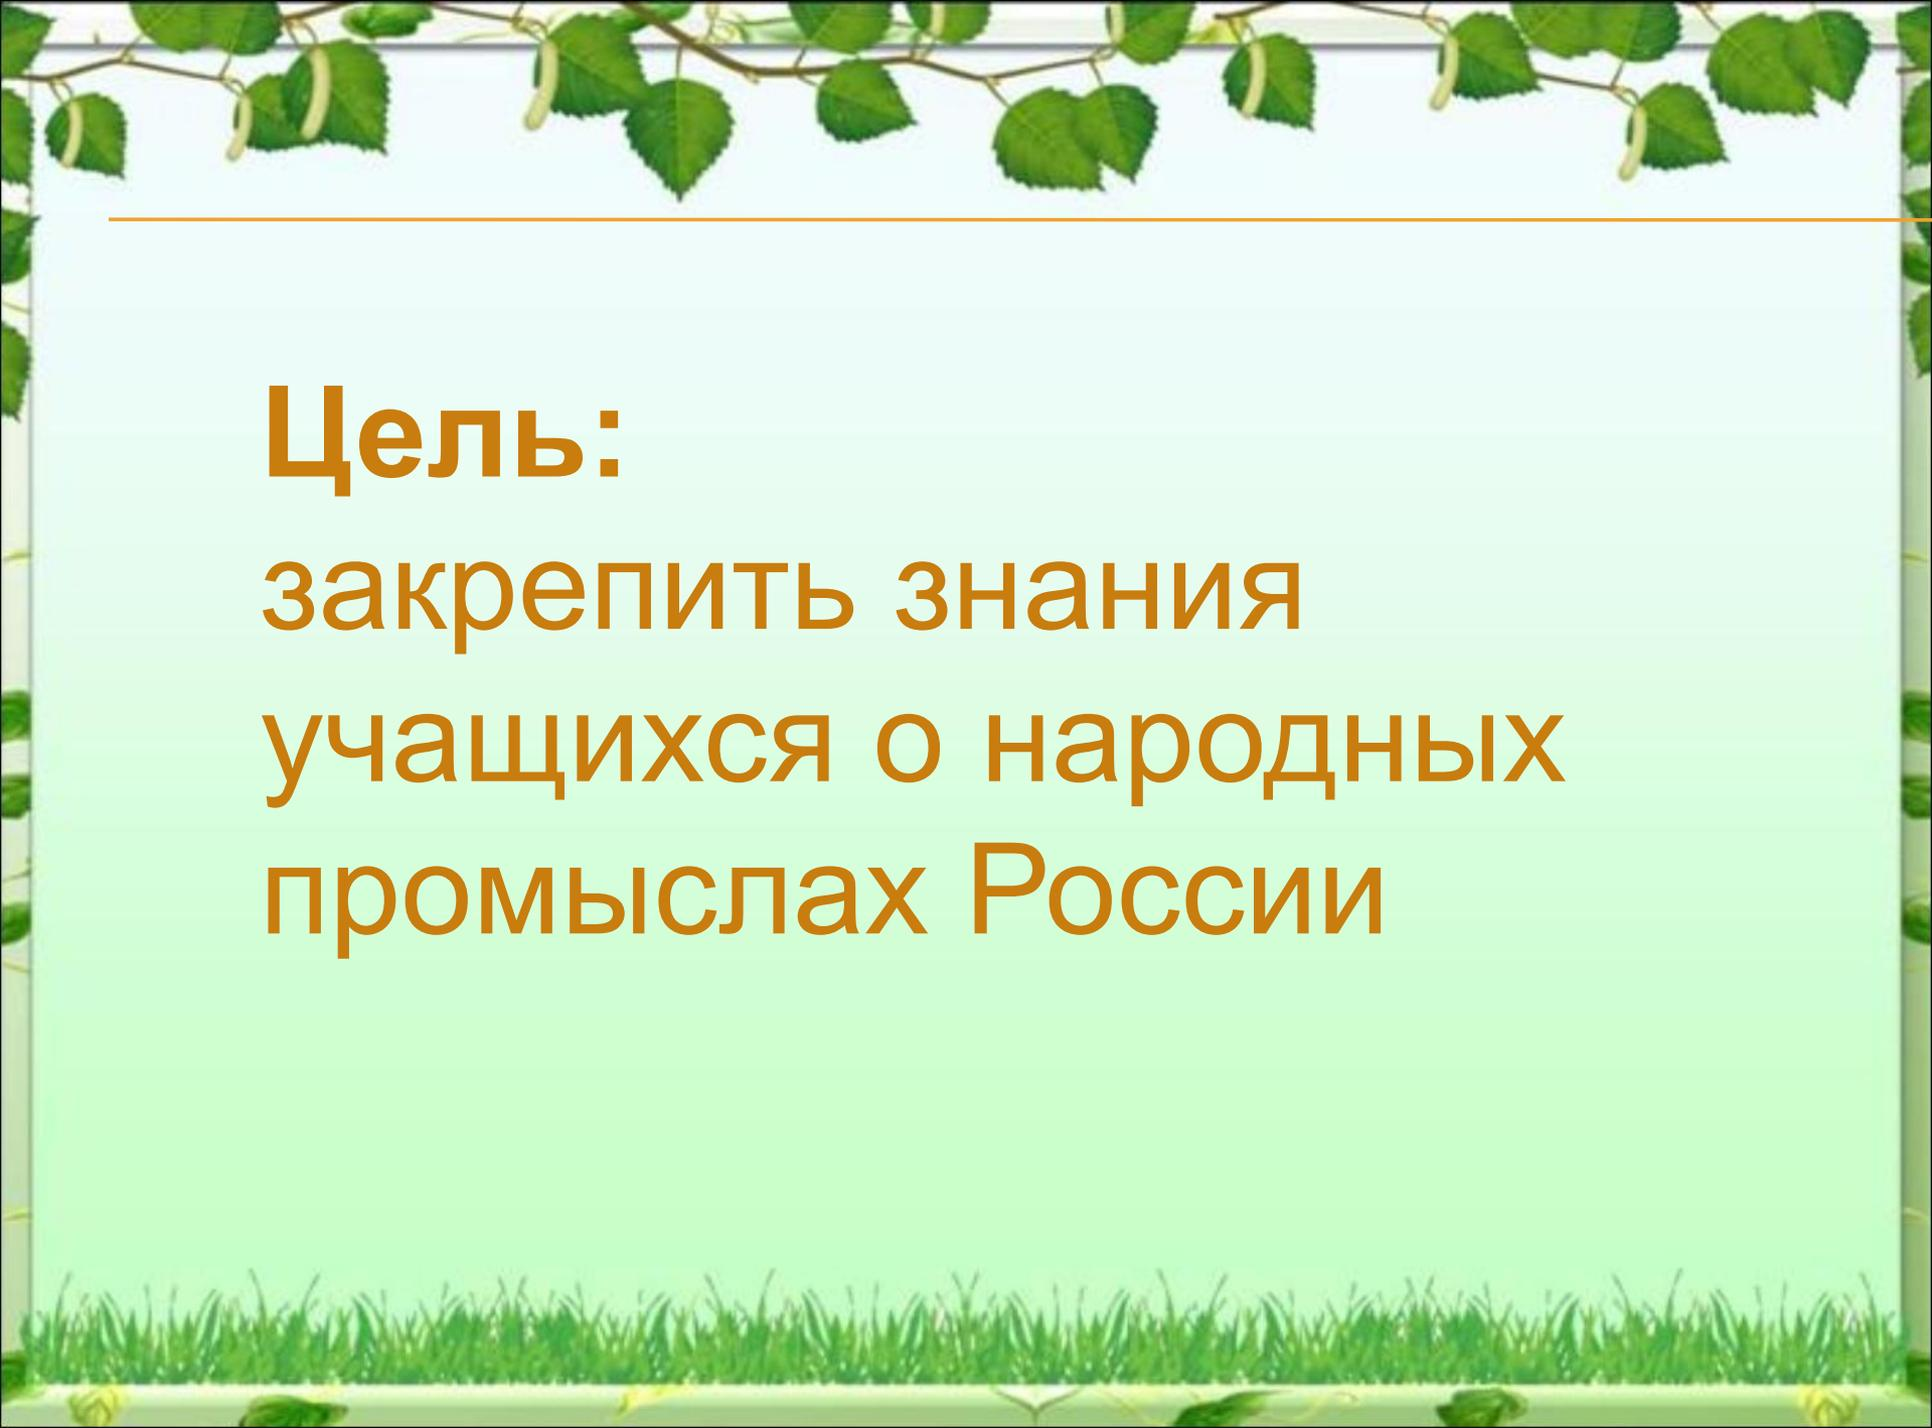 Цель:
закрепить знания
учащихся о народных
промыслах России